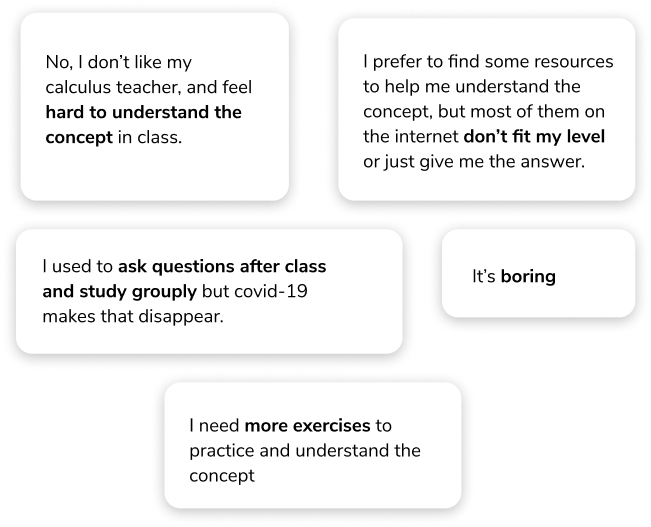 No, I don't like my
calculus teacher, and feel
hard to understand the
concept in class.
I prefer to find some resources
to help me understand the
concept, but most of them on
the internet don't fit my level
or just give me the answer.
I used to ask questions after class
and study grouply but covid-19
makes that disappear.
It's boring
I need more exercises to
practice and understand the
concept